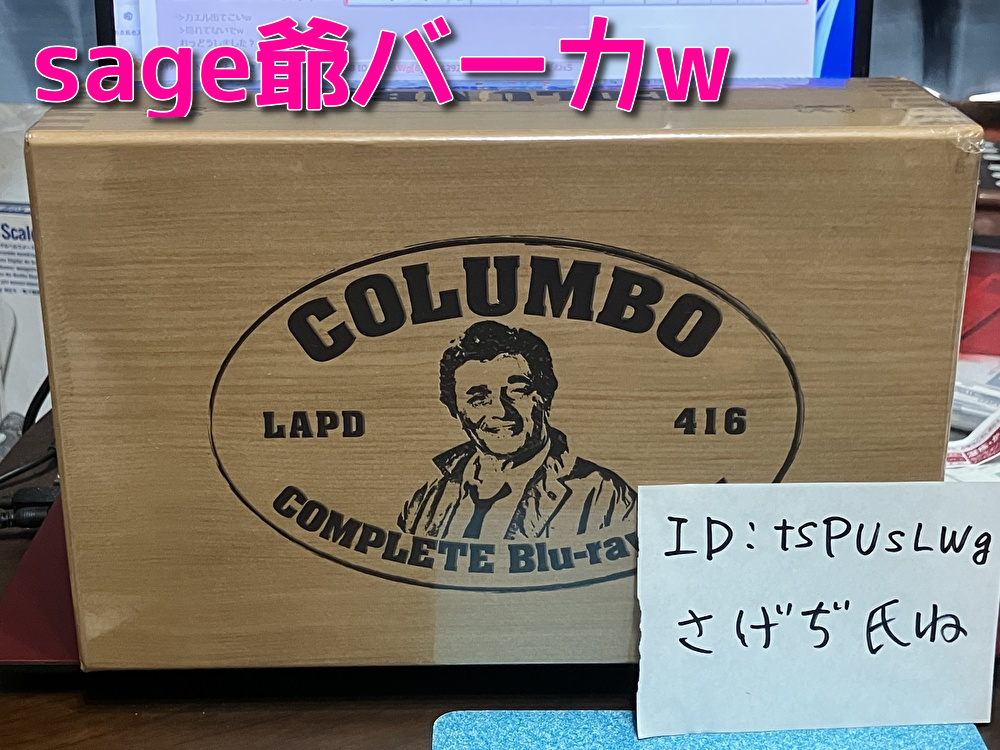 sage爺バーカw
Scale
COLUMBO
LAPD
416
COMPLETE Blu-ray
ID:tsPUsLWg
さげぢ氏ね